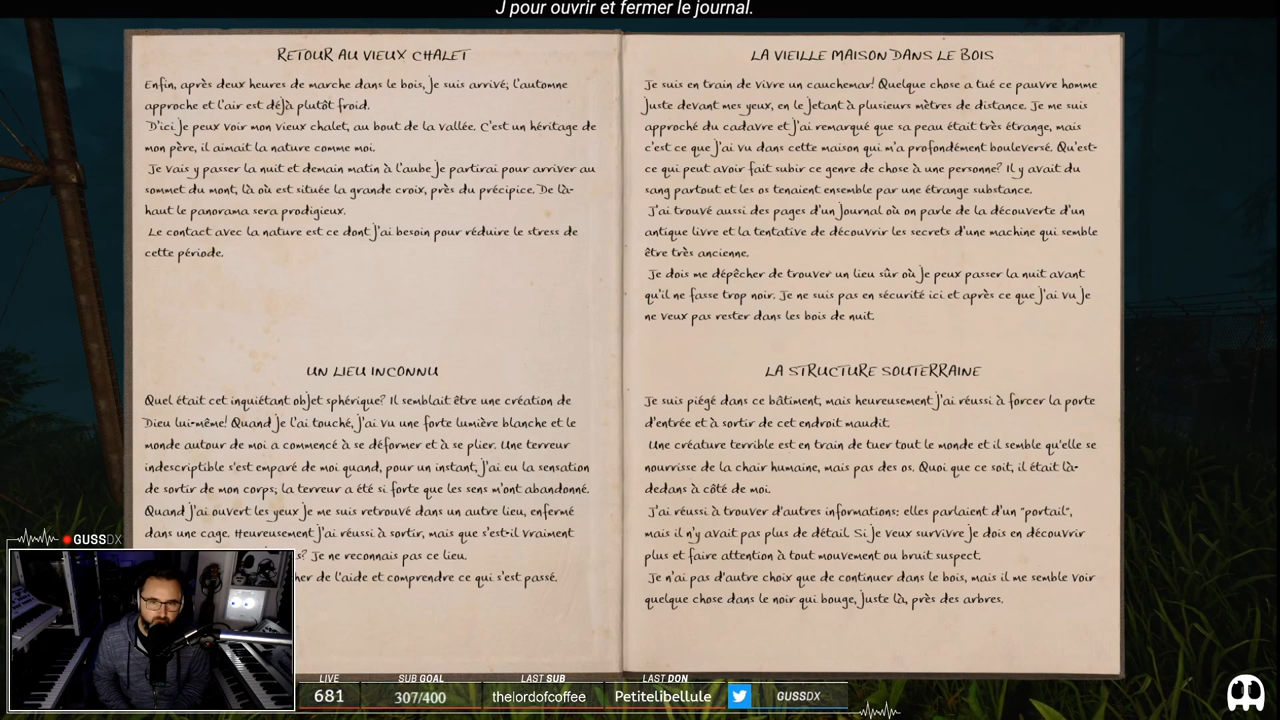 J pour ouvrir et fermer le journal.
RETOUR AU VIEUX CHALET
Enfin, après deux heures de marche dans le bois, je suis arrivé; l'automne
approche et l'air est déjà plutôt froid.
D'ici je peux voir mon vieux chalet, au bout de la vallée. C'est un héritage de
mon père, il aimait la nature comme moi.
Je vais y passer la nuit et demain matin à l'aube je partirai pour arriver au
sommet du mont, là où est située la grande croix, près du précipice. De là-
haut le panorama sera prodigieux.
Le contact avec la nature est ce dont j'ai besoin pour réduire le stress de
cette période.
UN LIEU INCONNU
Quel était cet inquiétant objet sphérique? Il semblait être une création de
Dieu lui-même! Quand je l'ai touché, j'ai vu une forte lumière blanche et le
monde autour de moi a commencé à se déformer et à se plier. Une terreur
indescriptible s'est emparé de moi quand, pour un instant, j'ai eu la sensation
de sortir de mon corps; la terreur a été si forte que les sens m'ont abandonné.
Quand j'ai ouvert les yeux je me suis retrouvé dans un autre lieu, enfermé
dans une cage. Heureusement j'ai réussi à sortir, mais que s'est-il vraiment
s? Je ne reconnais pas ce lieu.
her de l'aide et comprendre ce qui s'est passé.
LA VIEILLE MAISON DANS LE BOIS
Je suis en train de vivre un cauchemar! Quelque chose a tué ce pauvre homme
juste devant mes yeux, en le jetant à plusieurs mètres de distance. Je me suis
approché du cadavre et j'ai remarqué que sa peau était très étrange, mais
c'est ce que j'ai vu dans cette maison qui m'a profondément bouleversé. Qu'est-
ce qui peut avoir fait subir ce genre de chose à une personne? Il y avait du
sang partout et les os tenaient ensemble par une étrange substance.
J'ai trouvé aussi des pages d'un journal où on parle de la découverte d'un
antique livre et la tentative de découvrir les secrets d'une machine qui semble
être très ancienne.
Je dois me dépêcher de trouver un lieu sûr où je peux passer la nuit avant
qu'il ne fasse trop noir. Je ne suis pas en sécurité ici et après ce que j'ai vu je
ne veux pas rester dans les bois de nuit.
LA STRUCTURE SOUTERRAINE
Je suis piégé dans ce bâtiment, mais heureusement j'ai réussi à forcer la porte
d'entrée et à sortir de cet endroit maudit.
Une créature terrible est en train de tuer tout le monde et il semble qu'elle se
nourrisse de la chair humaine, mais pas des os. Quoi que ce soit, il était là-
dedans à côté de moi.
J'ai réussi à trouver d'autres informations: elles parlaient d'un "portail",
mais il n'y avait pas plus de détail. Si je veux survivre je dois en découvrir
plus et faire attention à tout mouvement ou bruit suspect.
Je n'ai pas d'autre choix que de continuer dans le bois, mais il me semble voir
quelque chose dans le noir qui bouge, juste là, près des arbres.
GUSSDX
LIVE
681
SUB GOAL
307/400
LAST SUB
thelordofcoffee
LAST DON
Petitelibellule
GUSSDX